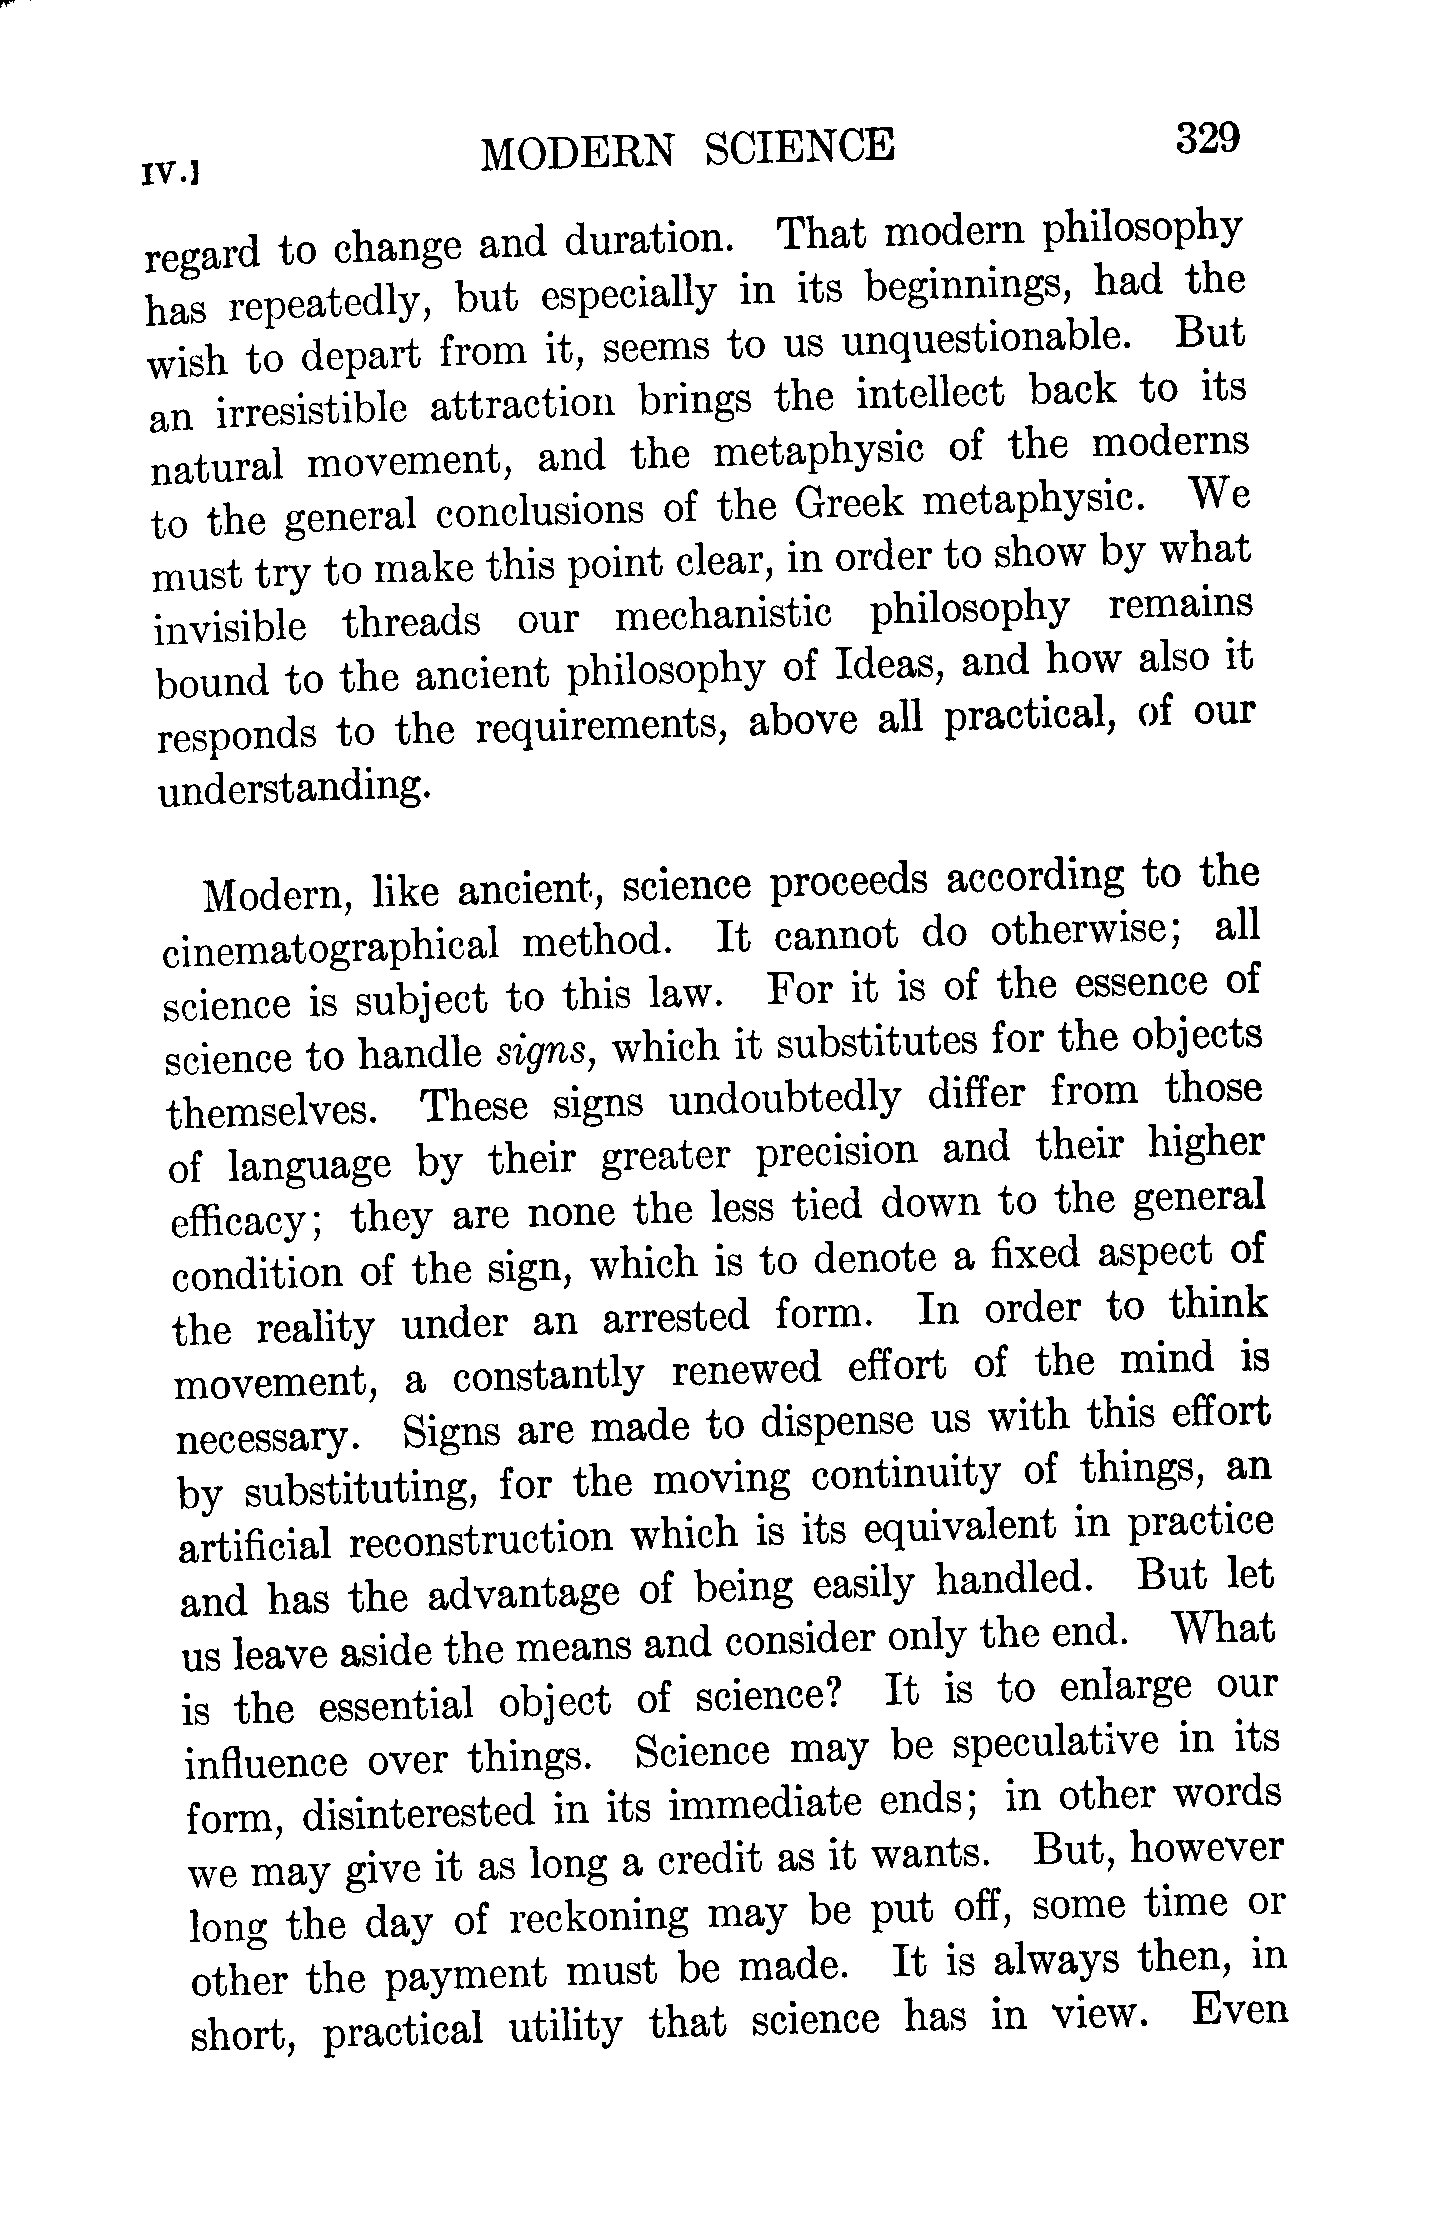 IV.] MODERN SCIENCE 329
regard to change and duration. That modern philosophy
has repeatedly, but especially in its beginnings, had the
wish to depart from it, seems to us unquestionable. But
an irresistible attraction brings the intellect back to its
natural movement, and the metaphysic of the moderns
to the general conclusions of the Greek metaphysic. We
must try to make this point clear, in order to show by what
invisible threads our mechanistic philosophy remains
bound to the ancient philosophy of Ideas, and how also it
responds to the requirements, above all practical, of our
understanding.
Modern, like ancient, science proceeds according to the
cinematographical method. It cannot do otherwise; all
science is subject to this law. For it is of the essence of
science to handle signs, which it substitutes for the objects
themselves. These signs undoubtedly differ from those
of language by their greater precision and their higher
efficacy; they are none the less tied down to the general
condition of the sign, which is to denote a fixed aspect of
the reality under an arrested form. In order to think
movement, a constantly renewed effort of the mind is
necessary. Signs are made to dispense us with this effort
by substituting, for the moving continuity of things, an
artificial reconstruction which is its equivalent in practice
and has the advantage of being easily handled. But let
us leave aside the means and consider only the end. What
is the essential object of science? It is to enlarge our
influence over things. Science may be speculative in its
form, disinterested in its immediate ends; in other words
we may give it as long a credit as it wants. But, however
long the day of reckoning may be put off, some time or
other the payment must be made. It is always then, in
short, practical utility that science has in view. Even